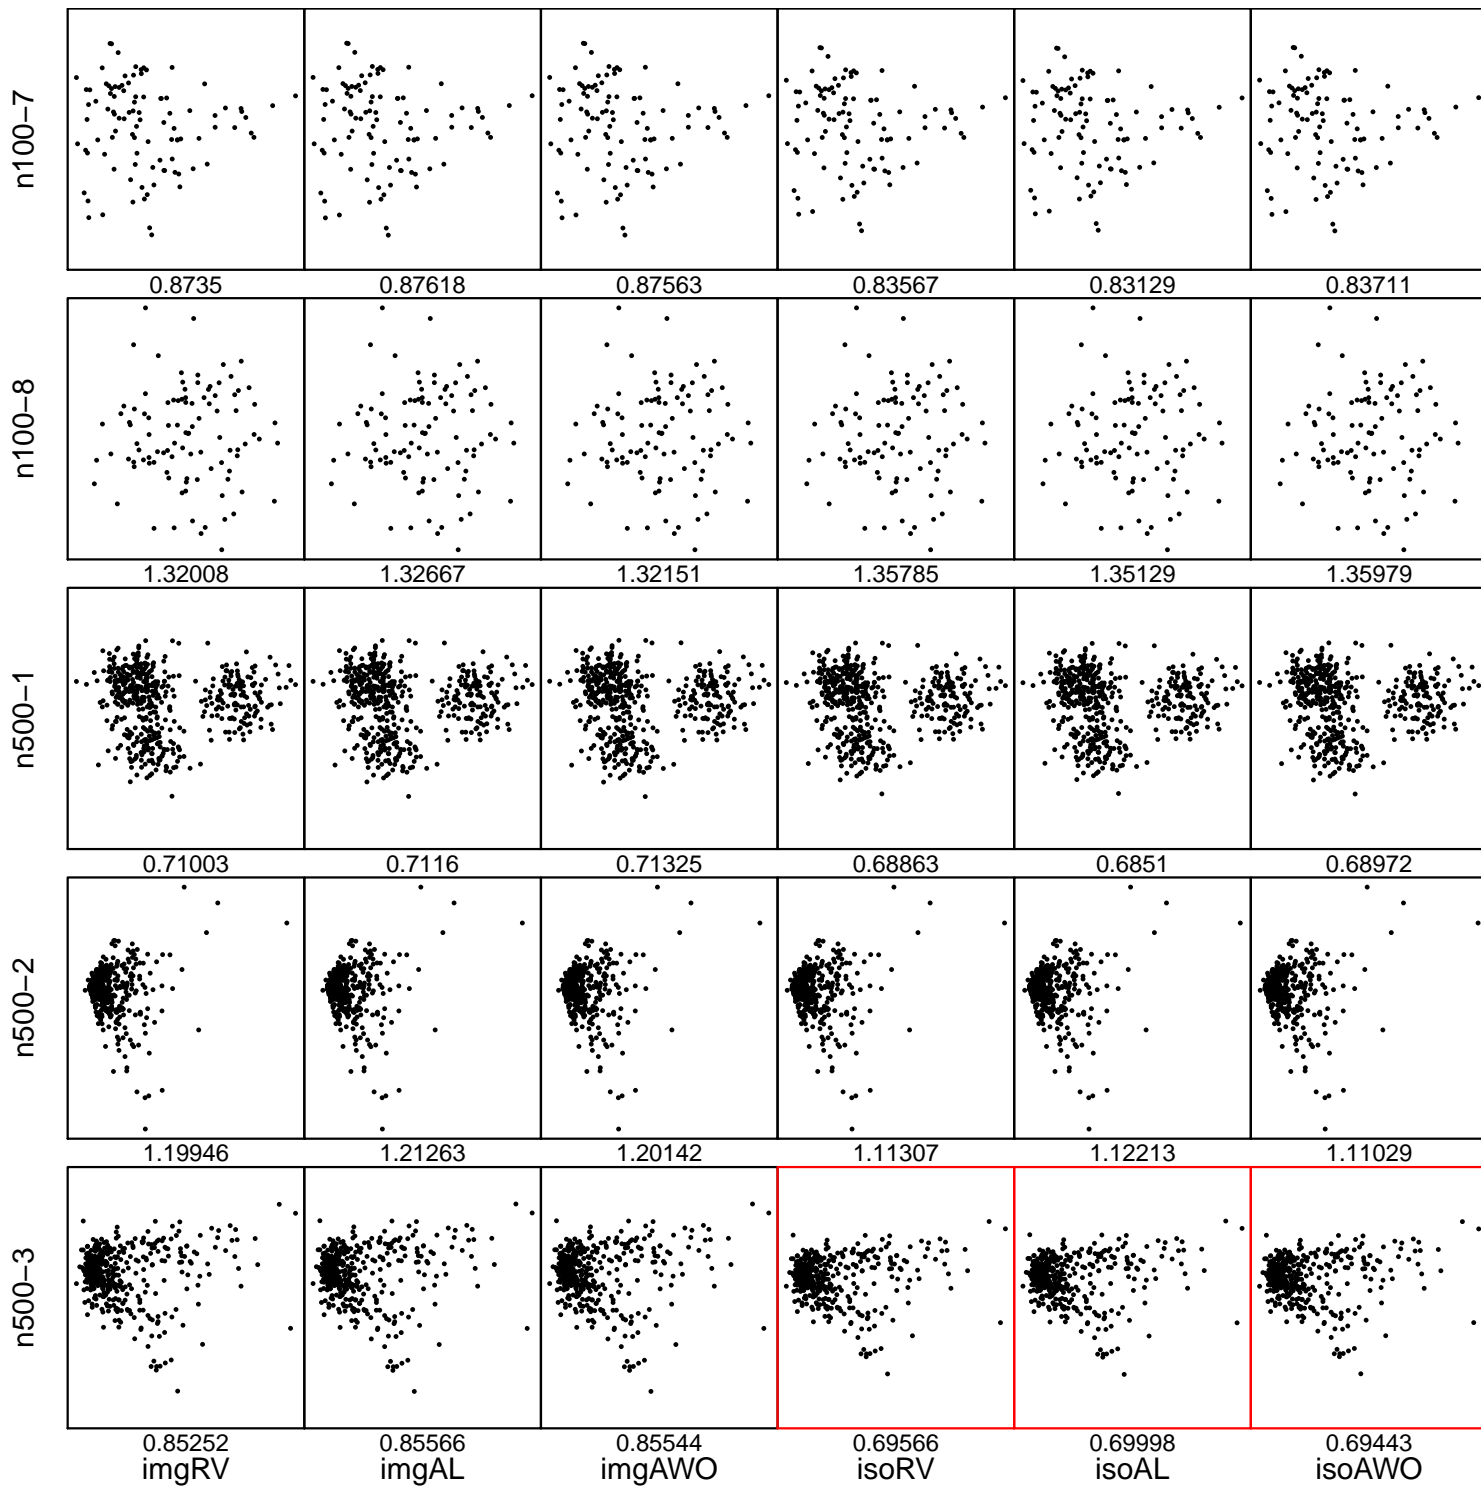 n100–7
0.8735 0.87618 0.87563 0.83567 0.83129 0.83711
n100–8
1.32008 1.32667 1.32151 1.35785 1.35129 1.35979
n500–1
0.71003 0.7116 0.71325 0.68863 0.6851 0.68972
n500–2
1.19946 1.21263 1.20142 1.11307 1.12213 1.11029
n500–3
0.85252 0.85566 0.85544 0.69566 0.69998 0.69443
imgRV imgAL imgAWO isoRV isoAL isoAWO